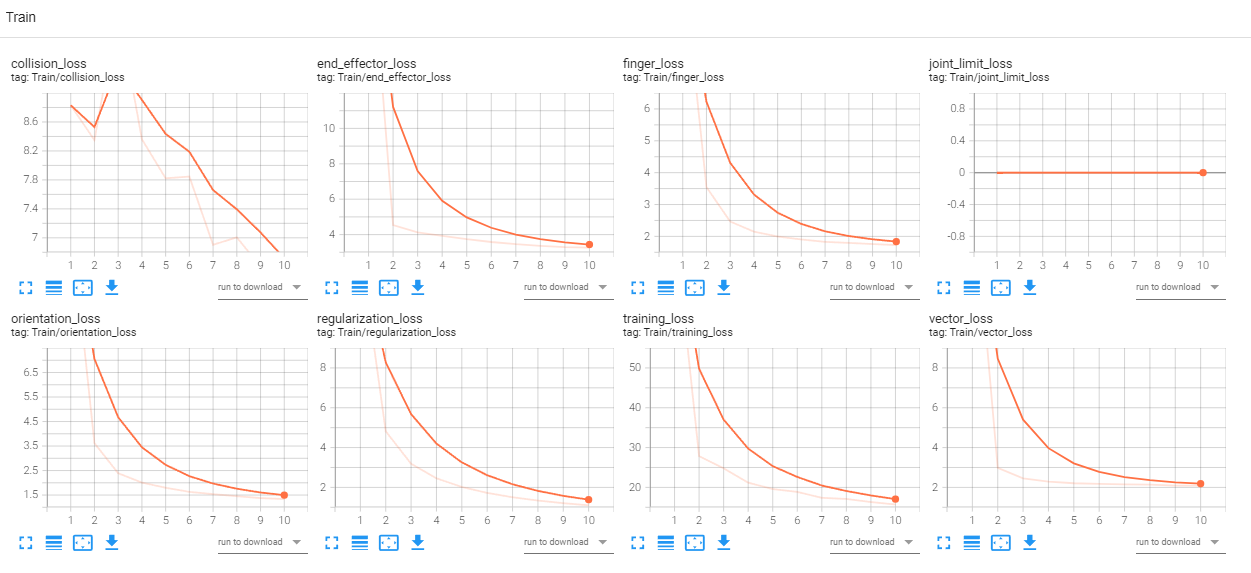 Train
collision_loss
tag: Train/collision_loss
8.6
8.2
7.8
7.4
7
1 2 3 4 5 6 7 8 9 10
run to download
end_effector_loss
tag: Train/end_effector_loss
10
8
6
4
1 2 3 4 5 6 7 8 9 10
run to download
finger_loss
tag: Train/finger_loss
6
5
4
3
2
1 2 3 4 5 6 7 8 9 10
run to download
joint_limit_loss
tag: Train/joint_limit_loss
0.8
0.4
0
-0.4
-0.8
1 2 3 4 5 6 7 8 9 10
run to download
orientation_loss
tag: Train/orientation_loss
6.5
5.5
4.5
3.5
2.5
1.5
1 2 3 4 5 6 7 8 9 10
run to download
regularization_loss
tag: Train/regularization_loss
8
6
4
2
1 2 3 4 5 6 7 8 9 10
run to download
training_loss
tag: Train/training_loss
50
40
30
20
1 2 3 4 5 6 7 8 9 10
run to download
vector_loss
tag: Train/vector_loss
8
6
4
2
1 2 3 4 5 6 7 8 9 10
run to download